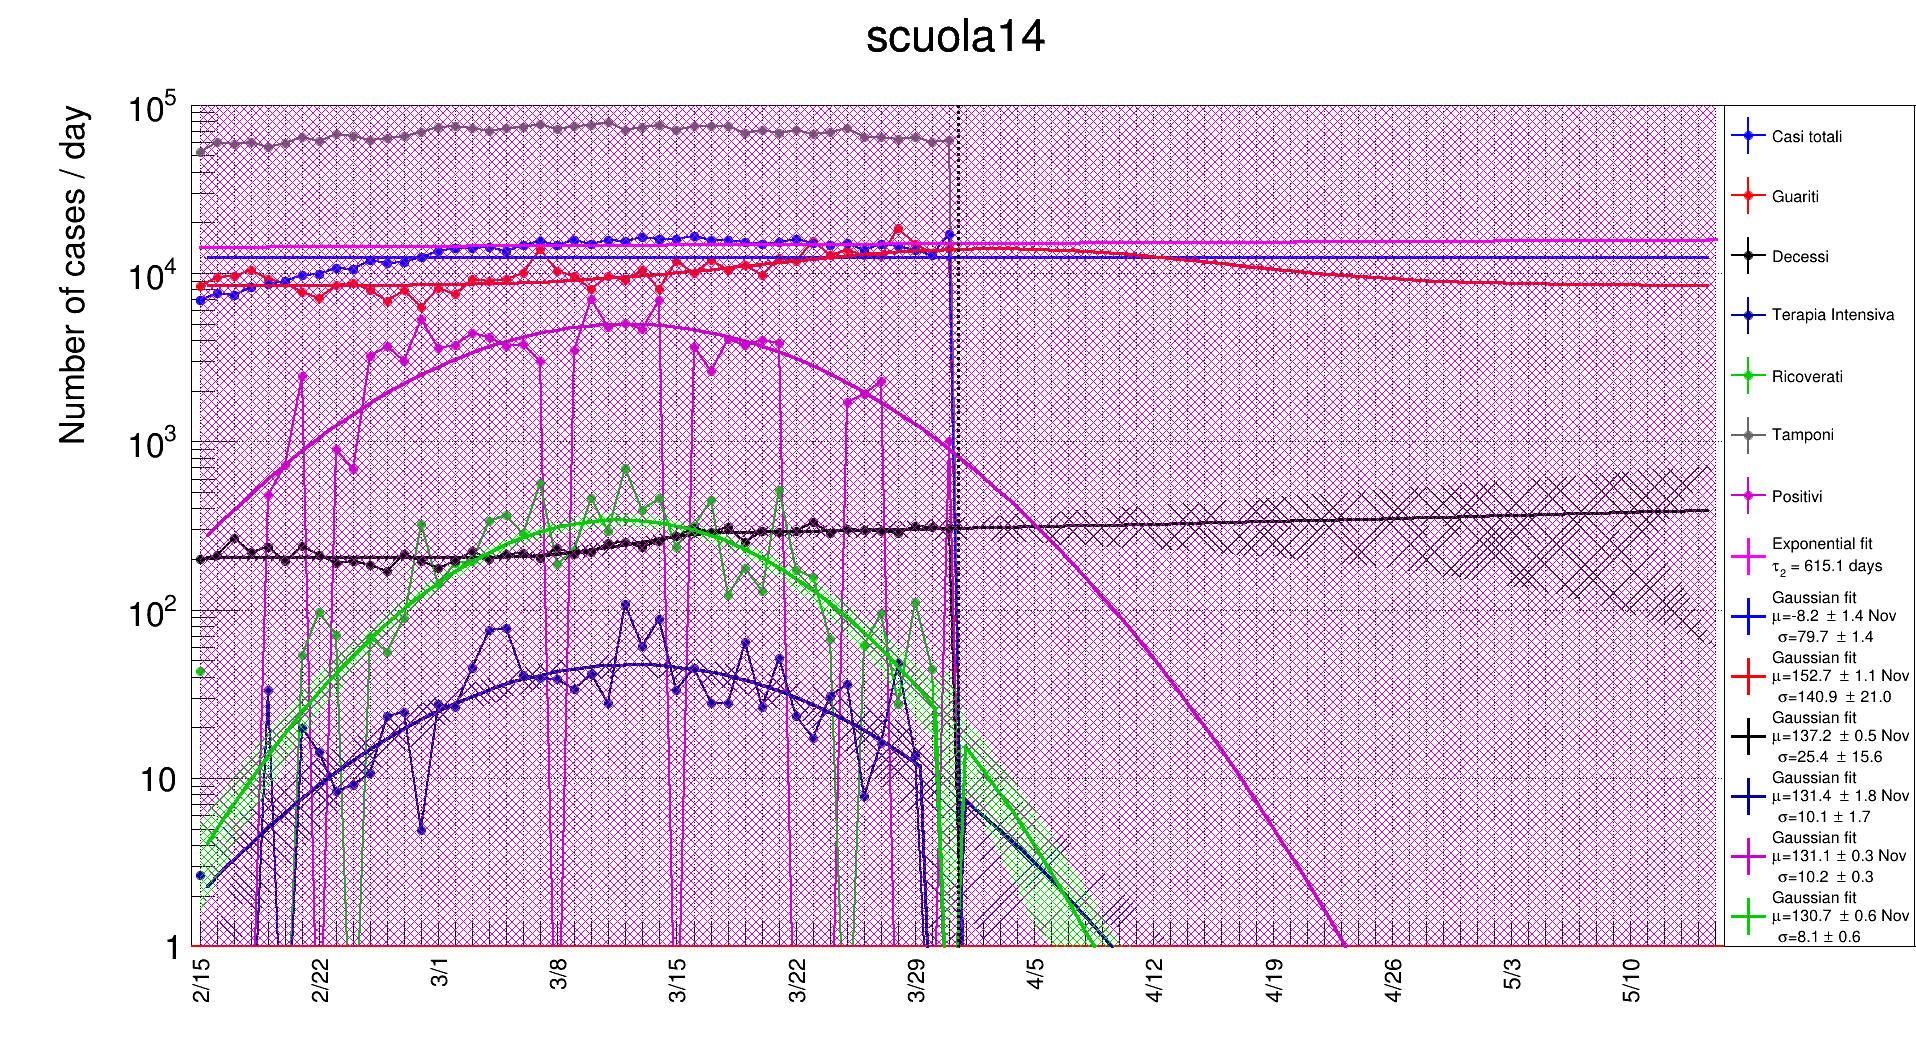 scuola14
Number of cases / day
10^5
10^4
10^3
10^2
10
1
2/15
2/22
3/1
3/8
3/15
3/22
3/29
4/5
4/12
4/19
4/26
5/3
5/10
Casi totali
Guariti
Decessi
Terapia Intensiva
Ricoverati
Tamponi
Positivi
Exponential fit
τ₂ = 615.1 days
Gaussian fit
μ=-8.2 ± 1.4 Nov
σ=79.7 ± 1.4
Gaussian fit
μ=152.7 ± 1.1 Nov
σ=140.9 ± 21.0
Gaussian fit
μ=137.2 ± 0.5 Nov
σ=25.4 ± 15.6
Gaussian fit
μ=131.4 ± 1.8 Nov
σ=10.1 ± 1.7
Gaussian fit
μ=131.1 ± 0.3 Nov
σ=10.2 ± 0.3
Gaussian fit
μ=130.7 ± 0.6 Nov
σ=8.1 ± 0.6